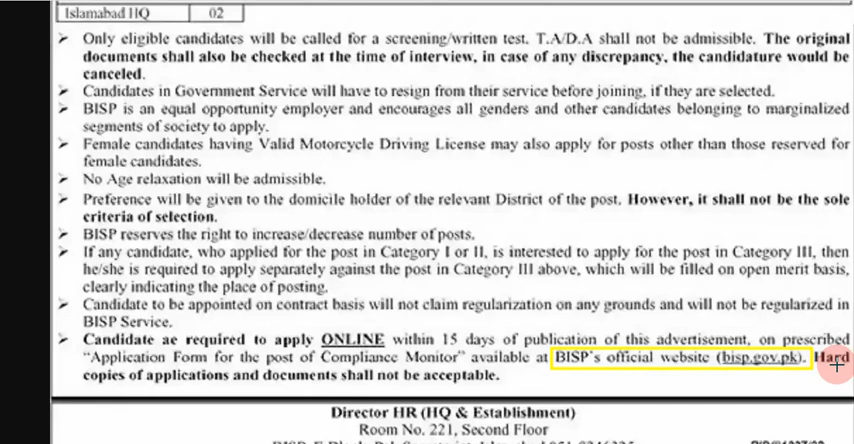 Islamabad HQ 02
➢ Only eligible candidates will be called for a screening/written test. T.A/D.A shall not be admissible. The original
documents shall also be checked at the time of interview, in case of any discrepancy, the candidature would be
canceled.
➢ Candidates in Government Service will have to resign from their service before joining, if they are selected.
➢ BISP is an equal opportunity employer and encourages all genders and other candidates belonging to marginalized
segments of society to apply.
➢ Female candidates having Valid Motorcycle Driving License may also apply for posts other than those reserved for
female candidates.
➢ No Age relaxation will be admissible.
➢ Preference will be given to the domicile holder of the relevant District of the post. However, it shall not be the sole
criteria of selection.
➢ BISP reserves the right to increase/decrease number of posts.
➢ If any candidate, who applied for the post in Category I or II, is interested to apply for the post in Category III, then
he/she is required to apply separately against the post in Category III above, which will be filled on open merit basis,
clearly indicating the place of posting.
➢ Candidate to be appointed on contract basis will not claim regularization on any grounds and will not be regularized in
BISP Service.
➢ Candidate ae required to apply ONLINE within 15 days of publication of this advertisement, on prescribed
"Application Form for the post of Compliance Monitor" available at BISP's official website (bisp.gov.pk). Hard
copies of applications and documents shall not be acceptable.
Director HR (HQ & Establishment)
Room No. 221, Second Floor